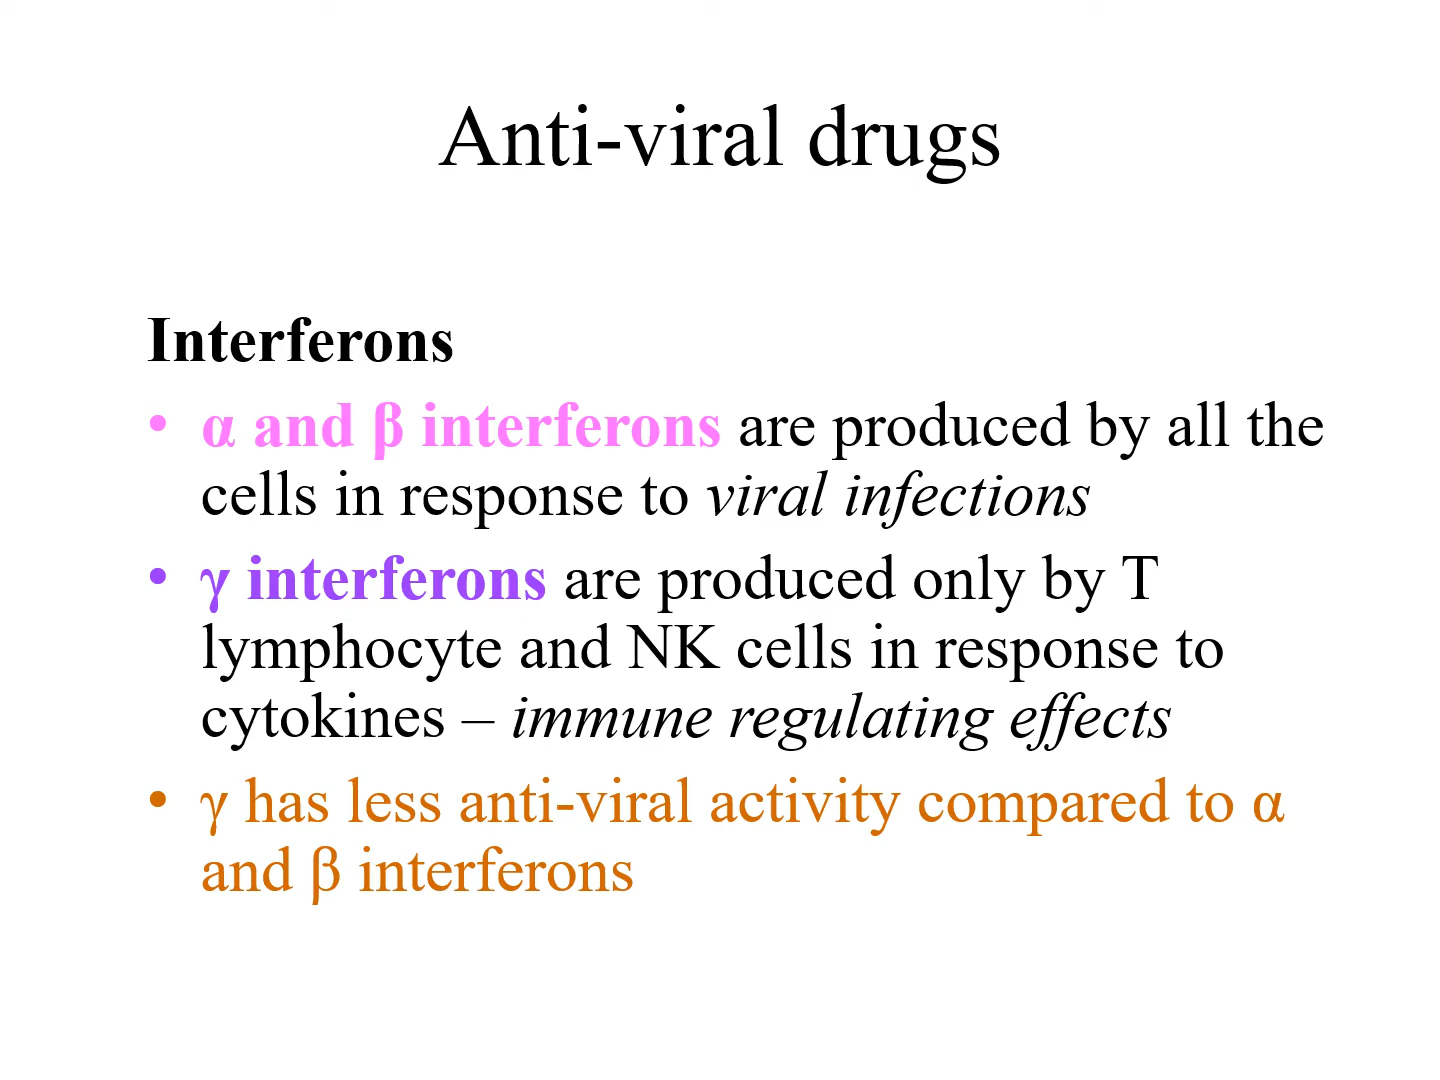 Anti-viral drugs
Interferons
• α and β interferons are produced by all the
cells in response to viral infections
• γ interferons are produced only by T
lymphocyte and NK cells in response to
cytokines – immune regulating effects
• γ has less anti-viral activity compared to α
and β interferons